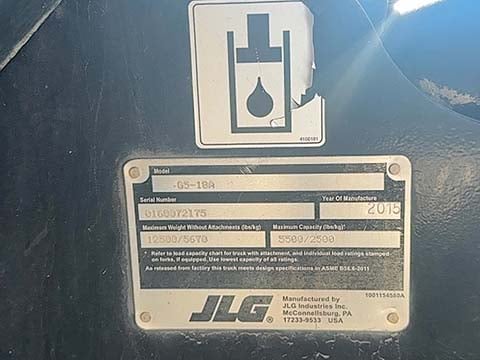 4100181
Model
G5-18A
Serial Number
Year Of Manufacture
0160072175
2015
Maximum Weight Without Attachments (lbs/kg)
Maximum Capacity (lbs/kg)*
12500/5670
5500/2500
* Refer to load capacity chart for truck with attachment, and individual load ratings stamped
on forks, if equipped. Use lowest capacity of all ratings.
As released from factory this truck meets design specifications in ASME B56.6-2011
1001154580A
JLG®
Manufactured by
JLG Industries Inc.
McConnellsburg, PA
17233-9533 USA